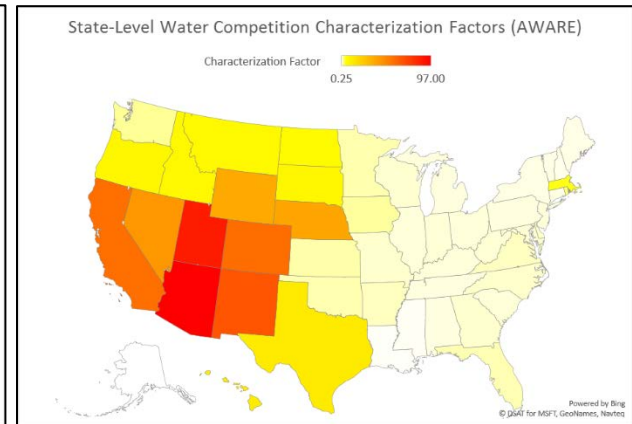 State-Level Water Competition Characterization Factors (AWARE)
Characterization Factor
0.25
97.00
Powered by Bing
© DSAT for MSFT, GeoNames, Navteq